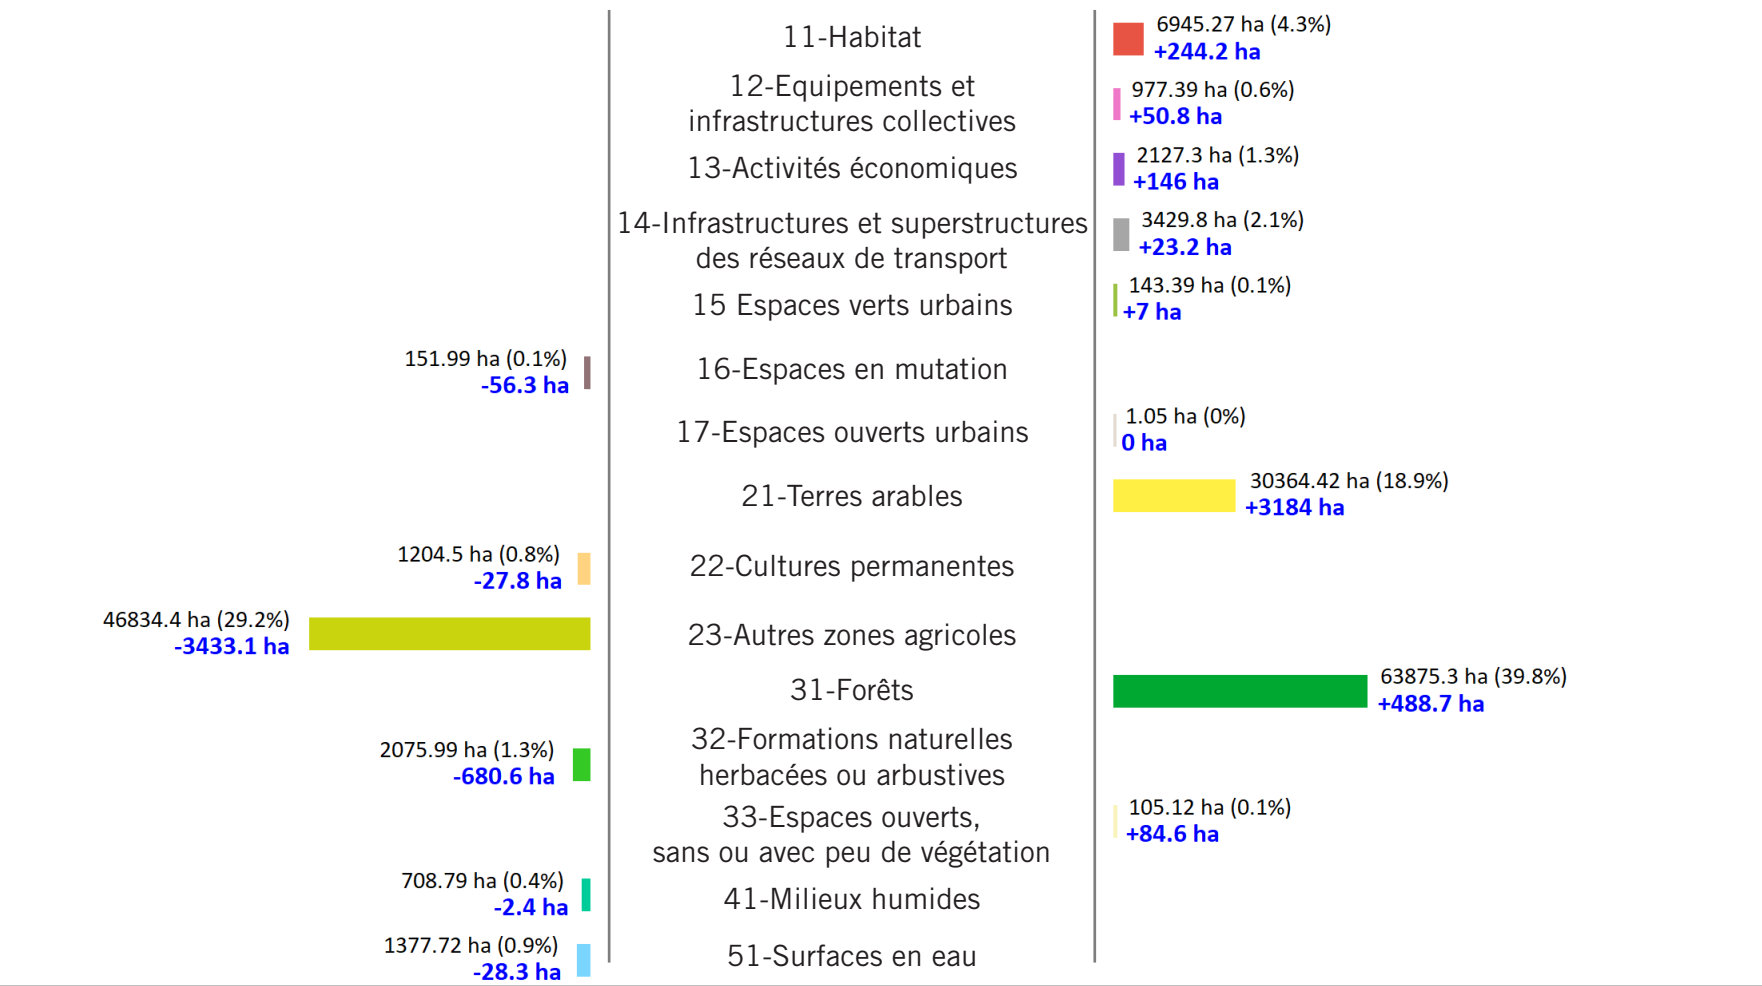 11-Habitat
6945.27 ha (4.3%)
+244.2 ha
12-Equipements et
infrastructures collectives
977.39 ha (0.6%)
+50.8 ha
13-Activités économiques
2127.3 ha (1.3%)
+146 ha
14-Infrastructures et superstructures
des réseaux de transport
3429.8 ha (2.1%)
+23.2 ha
15 Espaces verts urbains
143.39 ha (0.1%)
+7 ha
151.99 ha (0.1%)
-56.3 ha
16-Espaces en mutation
17-Espaces ouverts urbains
1.05 ha (0%)
0 ha
21-Terres arables
30364.42 ha (18.9%)
+3184 ha
1204.5 ha (0.8%)
-27.8 ha
22-Cultures permanentes
46834.4 ha (29.2%)
-3433.1 ha
23-Autres zones agricoles
31-Forêts
63875.3 ha (39.8%)
+488.7 ha
2075.99 ha (1.3%)
-680.6 ha
32-Formations naturelles
herbacées ou arbustives
33-Espaces ouverts,
sans ou avec peu de végétation
105.12 ha (0.1%)
+84.6 ha
708.79 ha (0.4%)
-2.4 ha
41-Milieux humides
1377.72 ha (0.9%)
-28.3 ha
51-Surfaces en eau